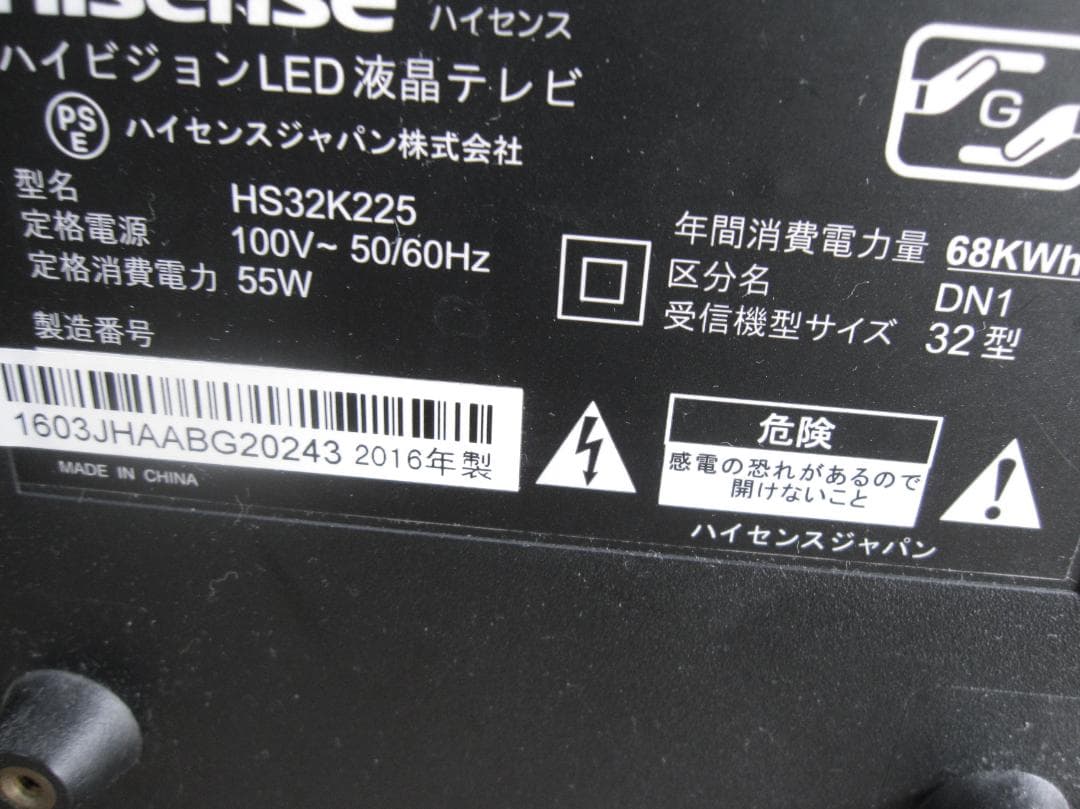 Hisense ハイセンス
ハイビジョンLED液晶テレビ
PSE ハイセンスジャパン株式会社
G
型名 HS32K225
定格電源 100V~ 50/60Hz
定格消費電力 55W
製造番号
年間消費電力量 68KWh
区分名 DN1
受信機型サイズ 32型
1603JHAABG20243 2016年製
MADE IN CHINA
危険
感電の恐れがあるので
開けないこと
ハイセンスジャパン